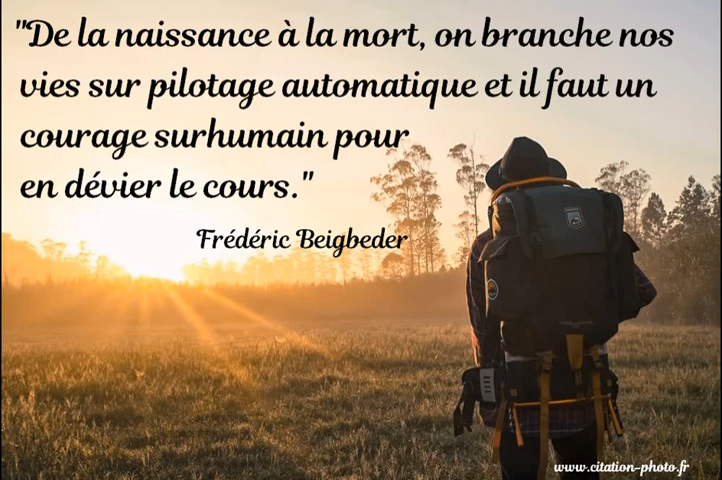 "De la naissance à la mort, on branche nos
vies sur pilotage automatique et il faut un
courage surhumain pour
en dévier le cours."
Frédéric Beigbeder
www.citation-photo.fr